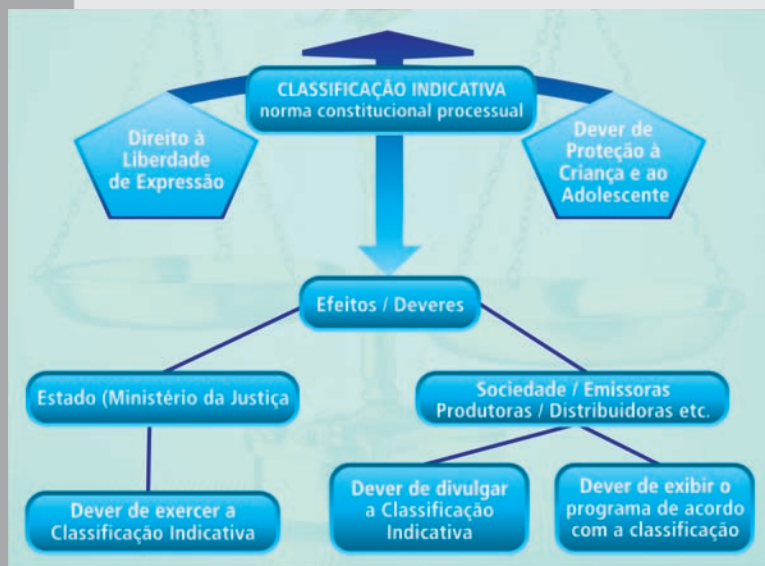 CLASSIFICAÇÃO INDICATIVA
norma constitucional processual
Direito à
Liberdade
de Expressão
Dever de
Proteção à
Criança e ao
Adolescente
Efeitos / Deveres
Estado (Ministério da Justiça
Sociedade / Emissoras
Produtoras / Distribuidoras etc.
Dever de exercer a
Classificação Indicativa
Dever de divulgar
a Classificação
Indicativa
Dever de exibir o
programa de acordo
com a classificação